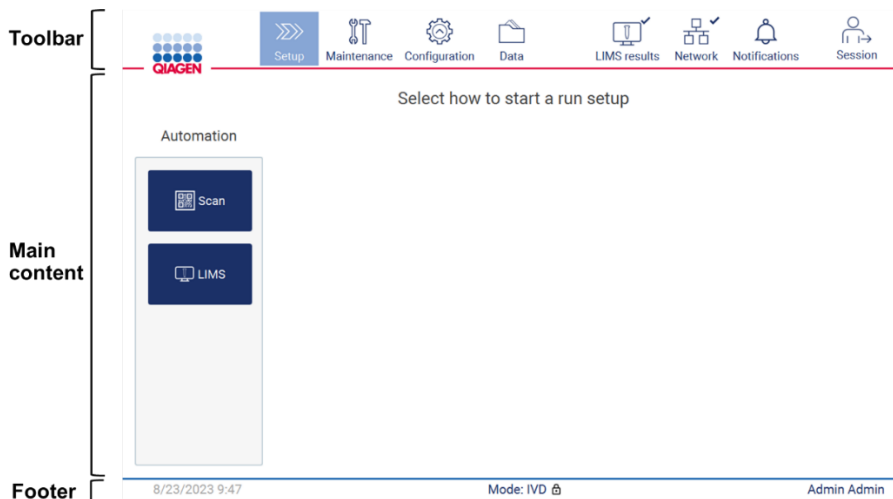 Toolbar
QIAGEN
Setup
Maintenance
Configuration
Data
LIMS results
Network
Notifications
Session
Main
content
Select how to start a run setup
Automation
Scan
LIMS
Footer
8/23/2023 9:47
Mode: IVD
Admin Admin